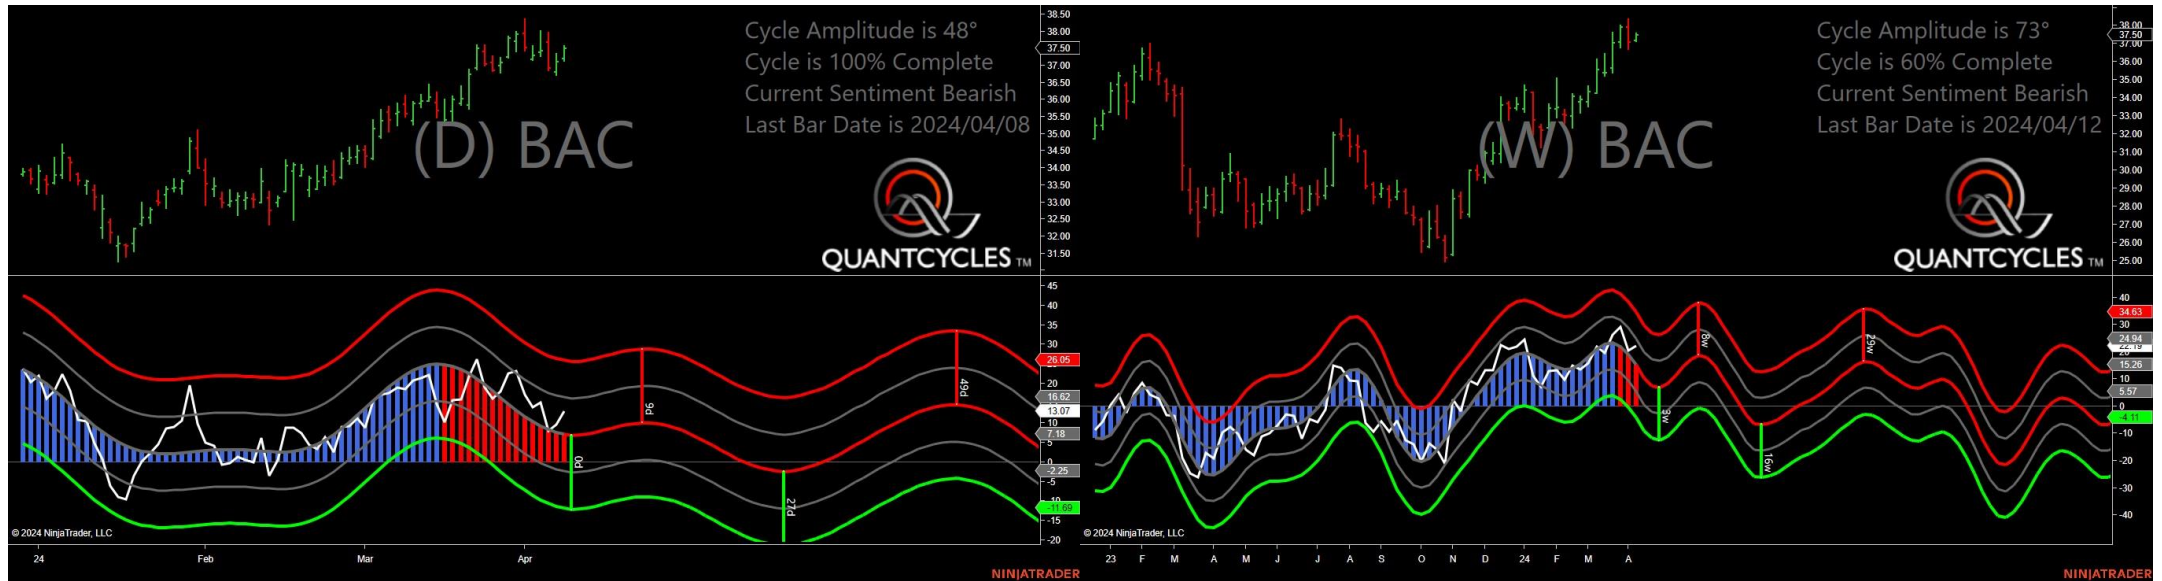 Cycle Amplitude is 48°
Cycle is 100% Complete
Current Sentiment Bearish
Last Bar Date is 2024/04/08
(D) BAC
QUANTCYCLES TM
38.50
38.00
37.50
37.00
36.50
36.00
35.50
35.00
34.50
34.00
33.50
33.00
32.50
32.00
31.50
45
40
35
30
26.05
20
16.62
13.07
10
7.18
5
0
-2.25
-5
-11.69
-15
-20
9d
0d
27d
49d
© 2024 NinjaTrader, LLC
24 Feb Mar Apr
NINJATRADER
Cycle Amplitude is 73°
Cycle is 60% Complete
Current Sentiment Bearish
Last Bar Date is 2024/04/12
(W) BAC
QUANTCYCLES TM
38.00
37.50
37.00
35.00
34.00
33.00
32.00
31.00
30.00
29.00
28.00
27.00
26.00
25.00
40
34.63
30
24.94
22.19
15.26
10
5.57
0
-4.11
-10
-20
-30
-40
16w
29w
© 2024 NinjaTrader, LLC
23 F M A M J J A S O N D 24 F M A
NINJATRADER